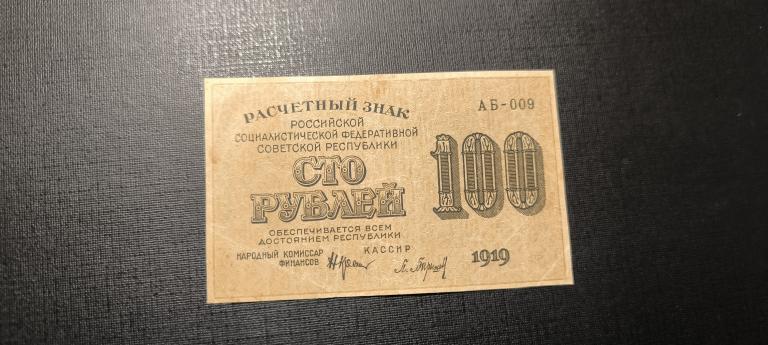 РАСЧЕТНЫЙ ЗНАК
АБ-009
РОССИЙСКОЙ
СОЦИАЛИСТИЧЕСКОЙ ФЕДЕРАТИВНОЙ
СОВЕТСКОЙ РЕСПУБЛИКИ
СТО
РУБЛЕЙ
100
ОБЕСПЕЧИВАЕТСЯ ВСЕМ
ДОСТОЯНИЕМ РЕСПУБЛИКИ
НАРОДНЫЙ КОМИССАР
ФИНАНСОВ
КАССИР
1919